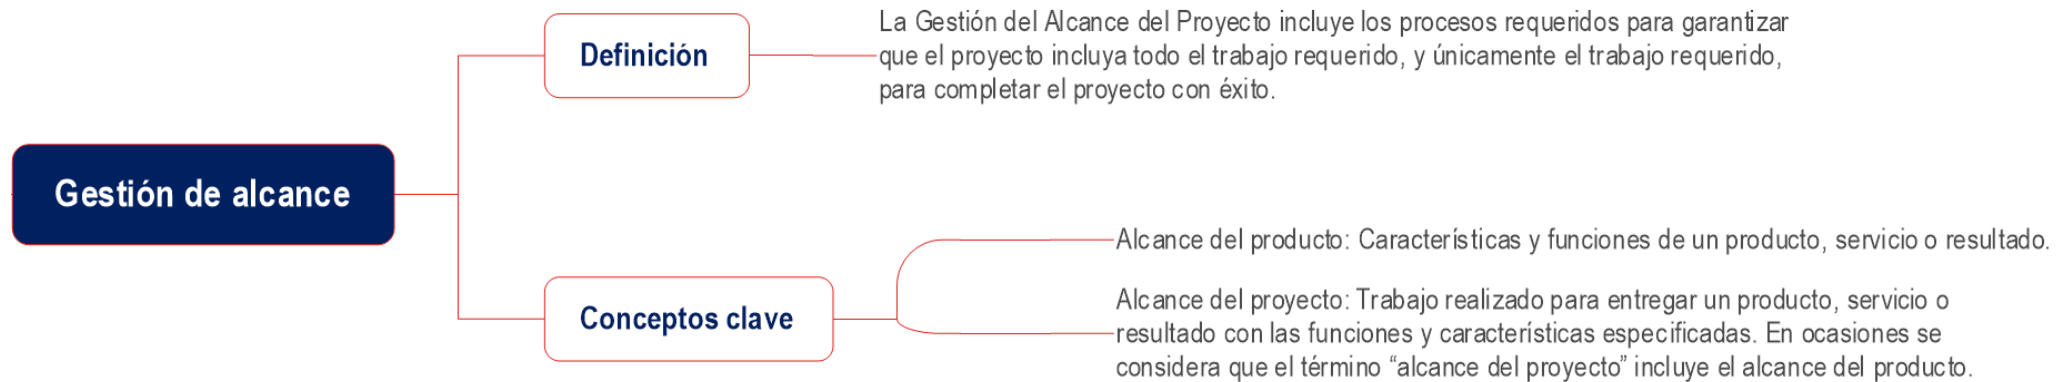 Gestión de alcance
Definición
La Gestión del Alcance del Proyecto incluye los procesos requeridos para garantizar
que el proyecto incluya todo el trabajo requerido, y únicamente el trabajo requerido,
para completar el proyecto con éxito.
Conceptos clave
Alcance del producto: Características y funciones de un producto, servicio o resultado.
Alcance del proyecto: Trabajo realizado para entregar un producto, servicio o
resultado con las funciones y características especificadas. En ocasiones se
considera que el término “alcance del proyecto” incluye el alcance del producto.